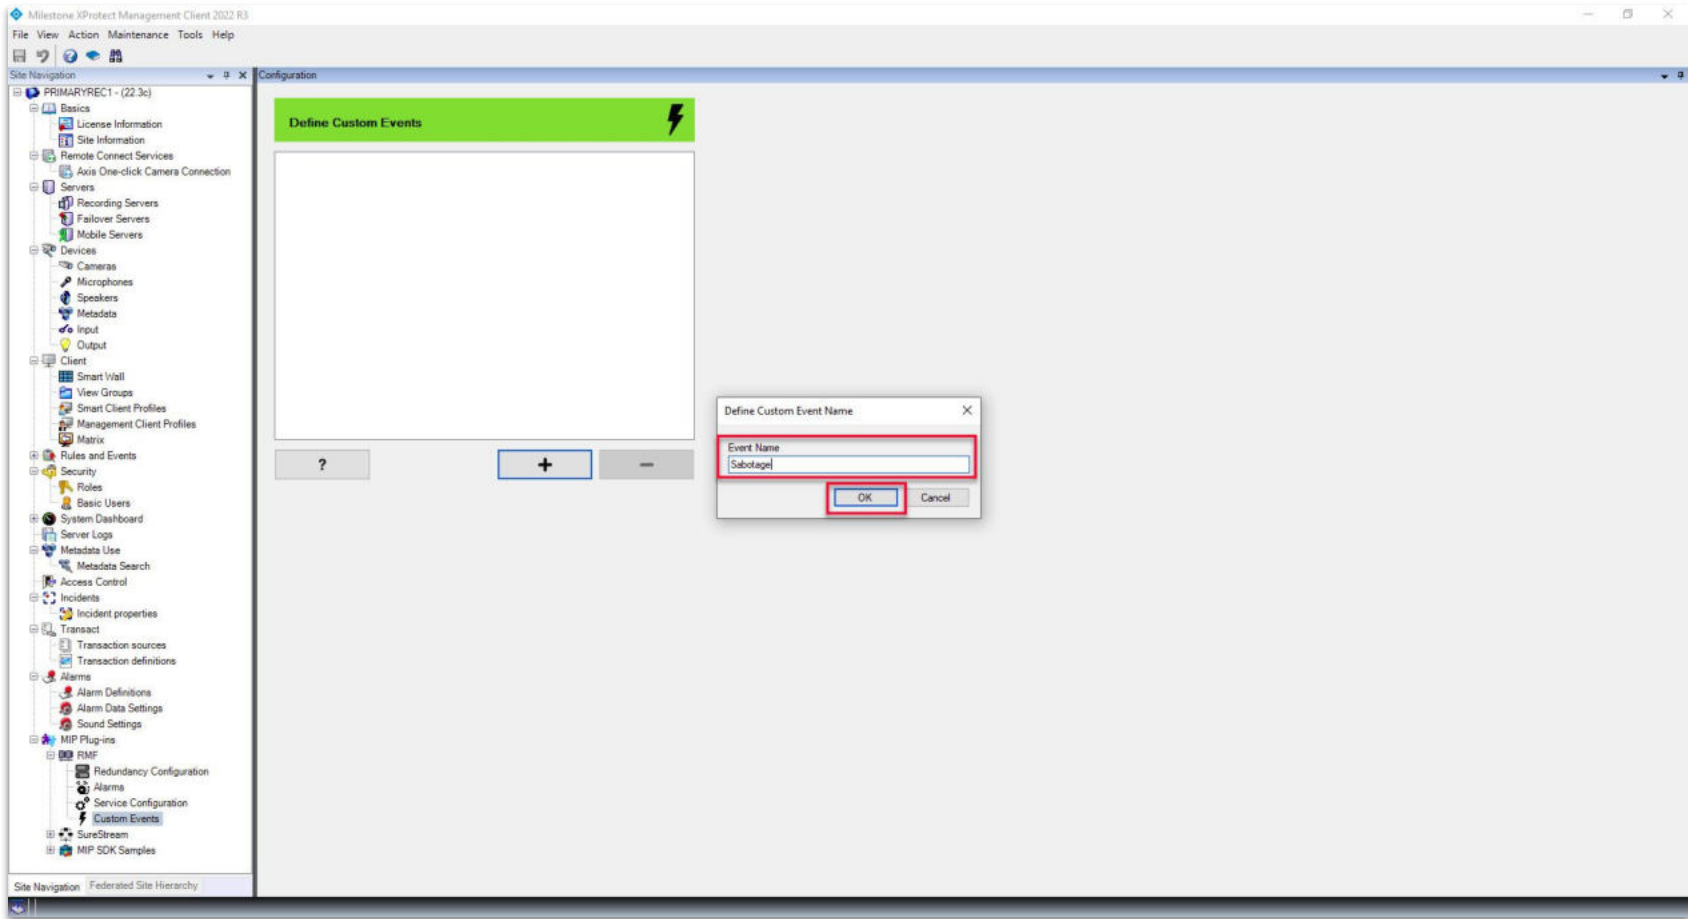 Milestone XProtect Management Client 2022 R3
File View Action Maintenance Tools Help
Site Navigation
Configuration
PRIMARYREC1 - (22.3c)
Basics
License Information
Site Information
Remote Connect Services
Axis One-click Camera Connection
Servers
Recording Servers
Failover Servers
Mobile Servers
Devices
Cameras
Microphones
Speakers
Metadata
Input
Output
Client
Smart Wall
View Groups
Smart Client Profiles
Management Client Profiles
Matrix
Rules and Events
Security
Roles
Basic Users
System Dashboard
Server Logs
Metadata Use
Metadata Search
Access Control
Incidents
Incident properties
Transact
Transaction sources
Transaction definitions
Alarms
Alarm Definitions
Alarm Data Settings
Sound Settings
MIP Plug-ins
RMF
Redundancy Configuration
Alarms
Service Configuration
Custom Events
SureStream
MIP SDK Samples
Site Navigation Federated Site Hierarchy
Define Custom Events
? + −
Define Custom Event Name
Event Name
Sabotage
OK Cancel